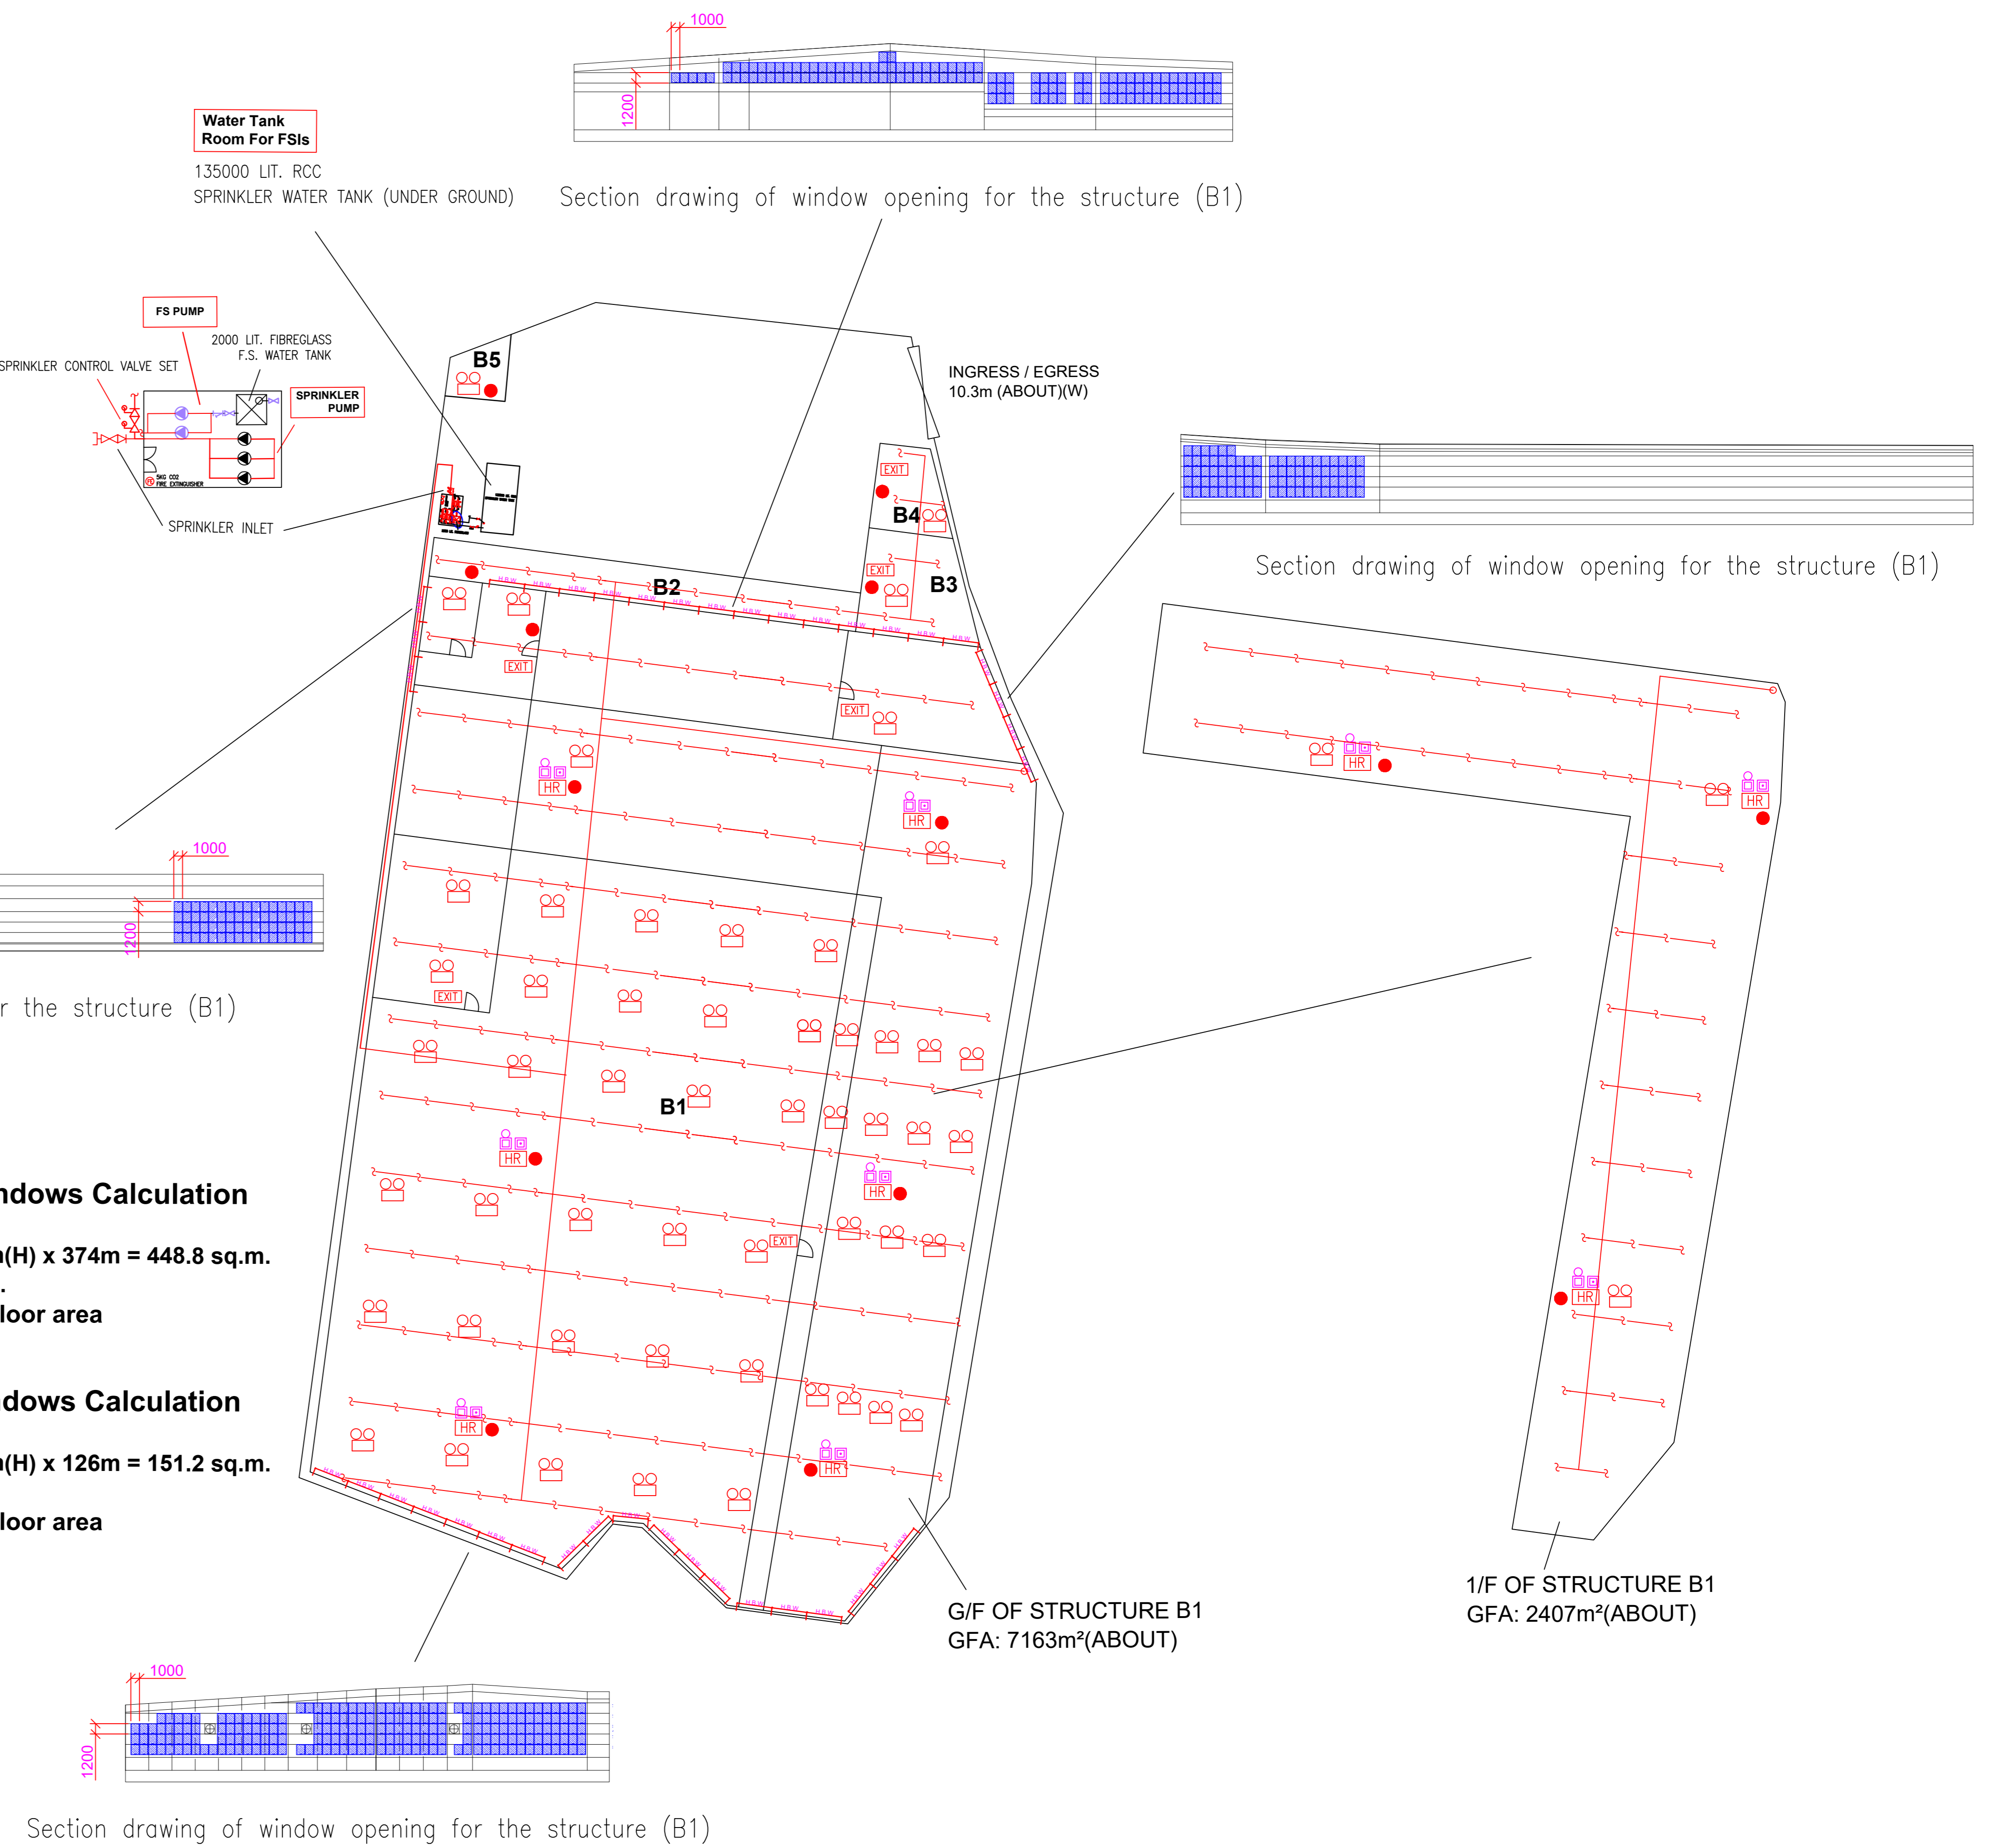 1000
1200
Section drawing of window opening for the structure (B1)
Water Tank
Room For FSIs
135000 LIT. RCC
SPRINKLER WATER TANK (UNDER GROUND)
FS PUMP
2000 LIT. FIBREGLASS
F.S. WATER TANK
SPRINKLER CONTROL VALVE SET
SPRINKLER
PUMP
5KG CO2
FIRE EXTINGUISHER
SPRINKLER INLET
B5
INGRESS / EGRESS
10.3m (ABOUT)(W)
EXIT
B4
EXIT
B3
B2
H.B.W
H.B.W
H.B.W
H.B.W
H.B.W
H.B.W
H.B.W
H.B.W
H.B.W
H.B.W
H.B.W
H.B.W
H.B.W
H.B.W
Section drawing of window opening for the structure (B1)
EXIT
EXIT
HR
HR
HR
HR
1000
1200
r the structure (B1)
EXIT
B1
HR
HR
EXIT
HR
HR
HR
ndows Calculation
n(H) x 374m = 448.8 sq.m.
.
loor area
ndows Calculation
n(H) x 126m = 151.2 sq.m.
loor area
H.B.W
H.B.W
H.B.W
H.B.W
H.B.W
H.B.W
H.B.W
H.B.W
H.B.W
H.B.W
H.B.W
H.B.W
H.B.W
H.B.W
G/F OF STRUCTURE B1
GFA: 7163m²(ABOUT)
1/F OF STRUCTURE B1
GFA: 2407m²(ABOUT)
1000
1200
Section drawing of window opening for the structure (B1)